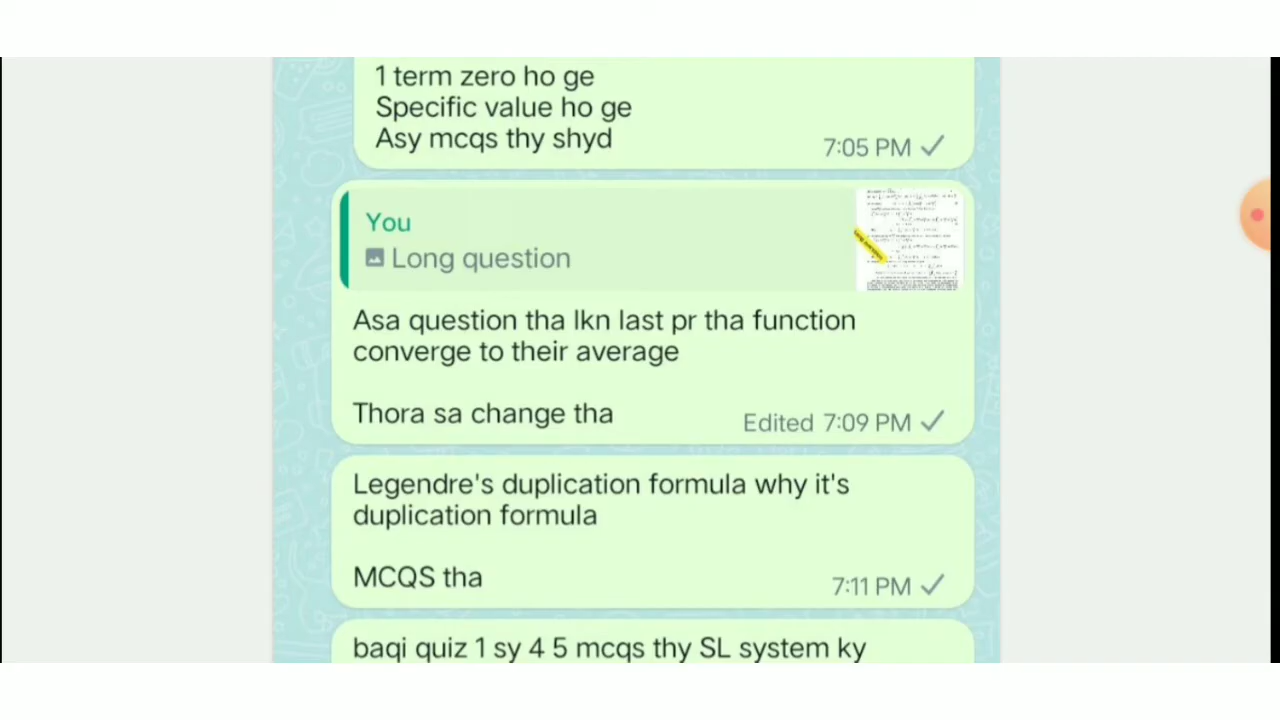 1 term zero ho ge
Specific value ho ge
Asy mcqs thy shyd
7:05 PM
You
Long question
Asa question tha lkn last pr tha function
converge to their average
Thora sa change tha
Edited 7:09 PM
Legendre's duplication formula why it's
duplication formula
MCQS tha
7:11 PM
baqi quiz 1 sy 4 5 mcqs thy SL system ky